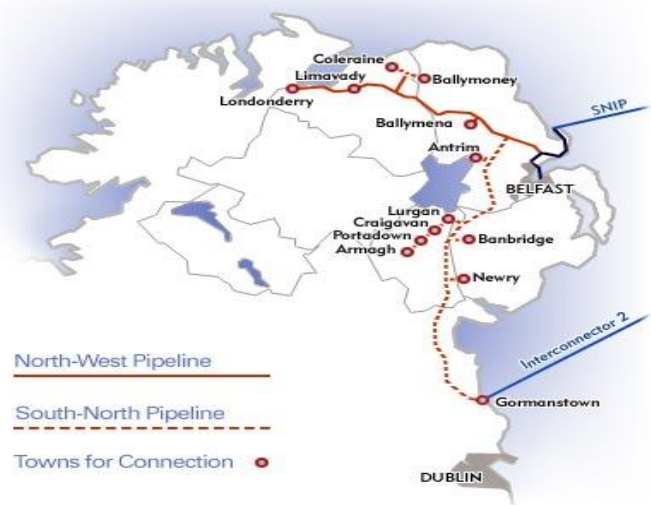 Coleraine
Limavady
Ballymoney
Londonderry
SNIP
Ballymena
Antrim
BELFAST
Lurgan
Craigavan
Portadown
Banbridge
Armagh
Newry
Interconnector 2
North-West Pipeline
South-North Pipeline
Gormanstown
Towns for Connection
DUBLIN